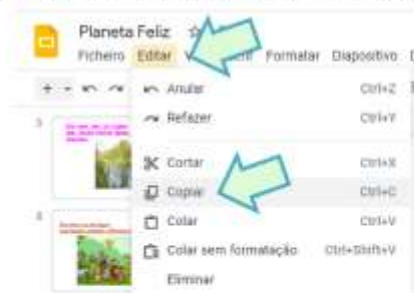 Planeta Feliz
Ficheiro Editar Formatar Diapositivo
Anular Ctrl+Z
Refazer Ctrl+Y
3
Cortar Ctrl+X
Copiar Ctrl+C
Colar Ctrl+V
Colar sem formatação Ctrl+Shift+V
Eliminar